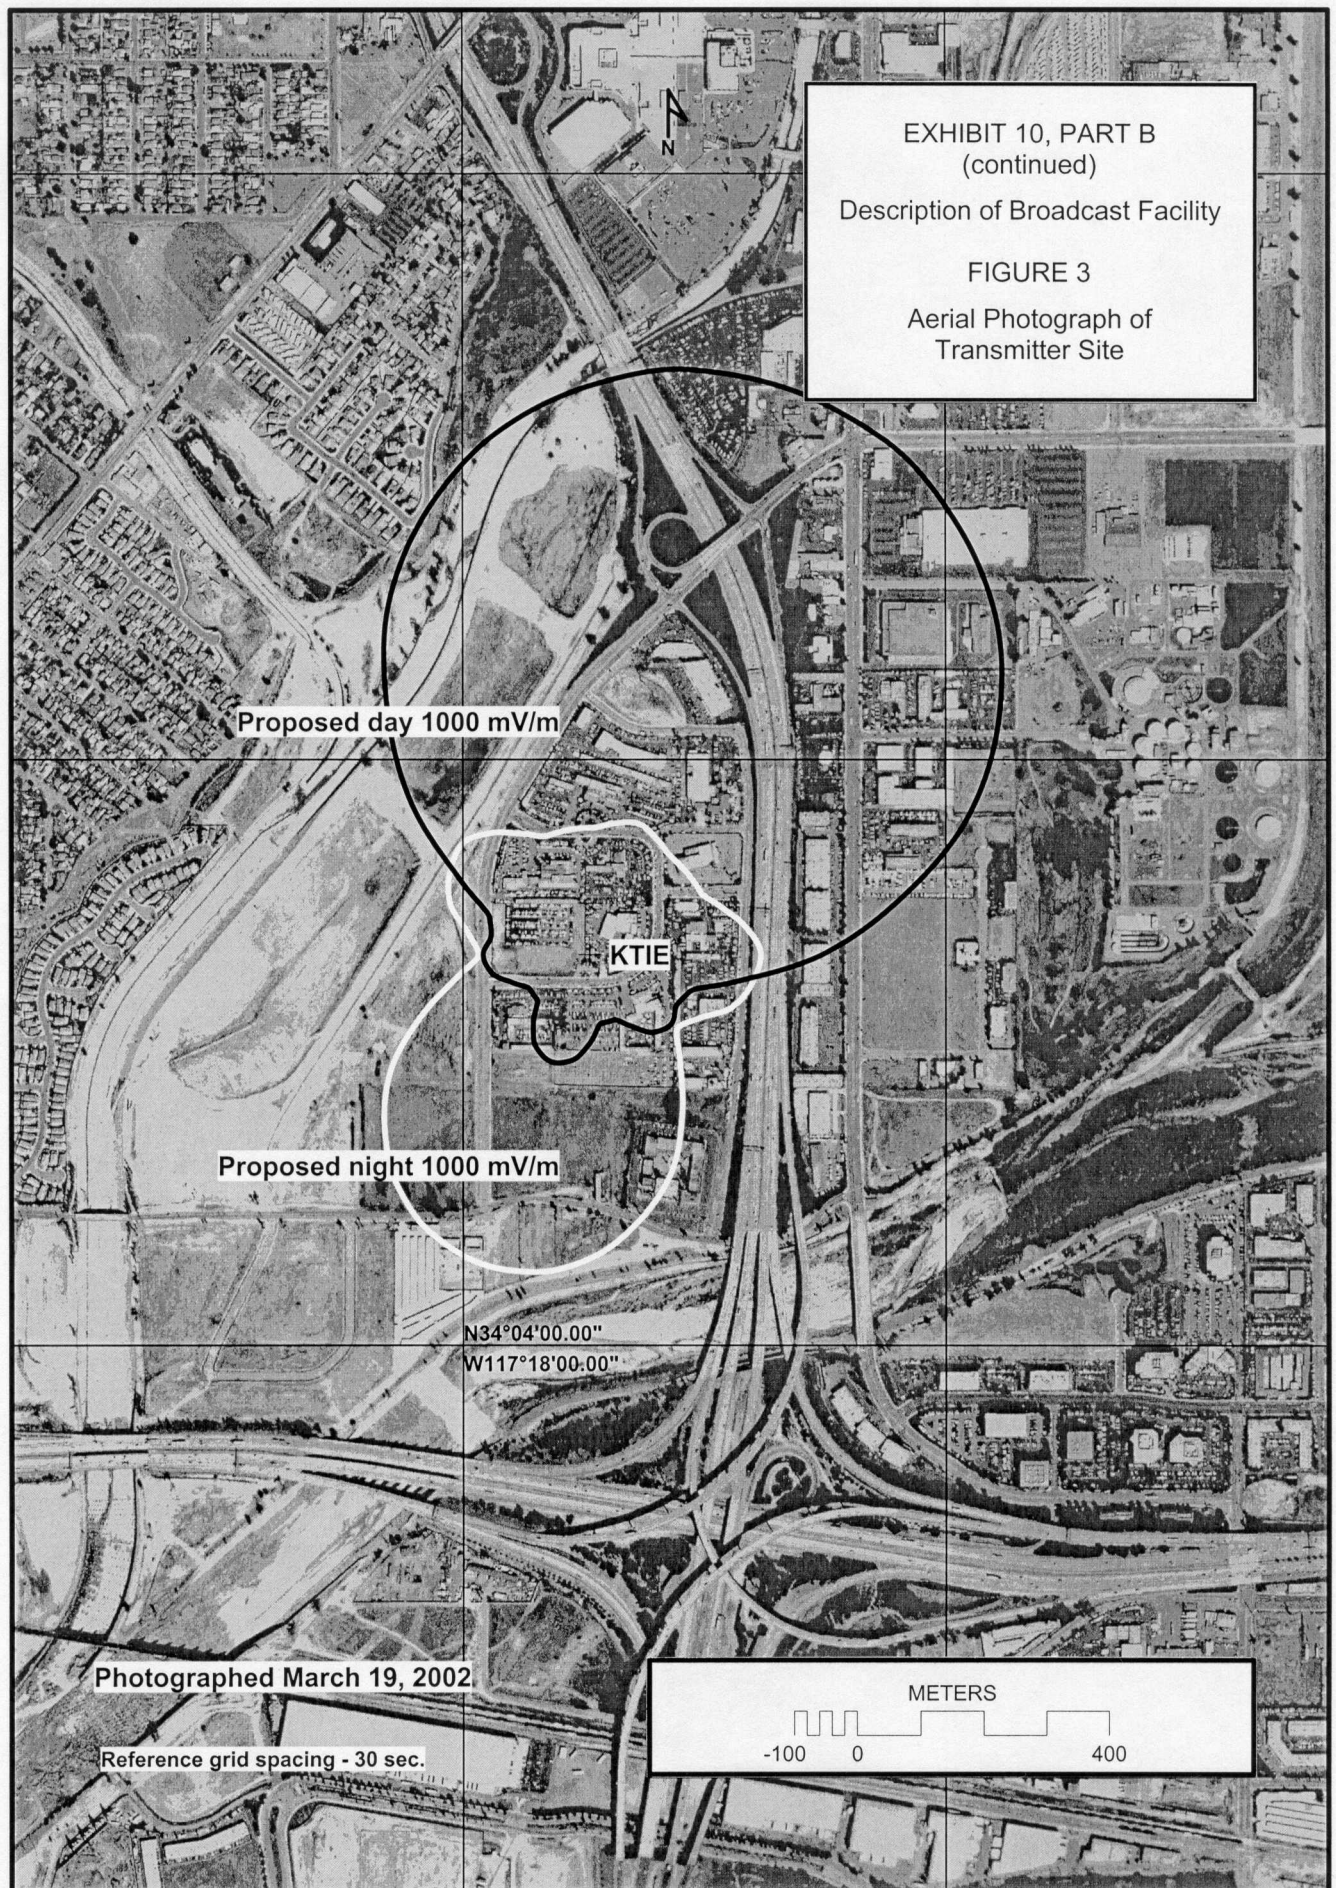 N
EXHIBIT 10, PART B
(continued)
Description of Broadcast Facility
FIGURE 3
Aerial Photograph of
Transmitter Site
Proposed day 1000 mV/m
KTIE
Proposed night 1000 mV/m
N34°04'00.00"
W117°18'00.00"
Photographed March 19, 2002
Reference grid spacing - 30 sec.
METERS
-100 0 400